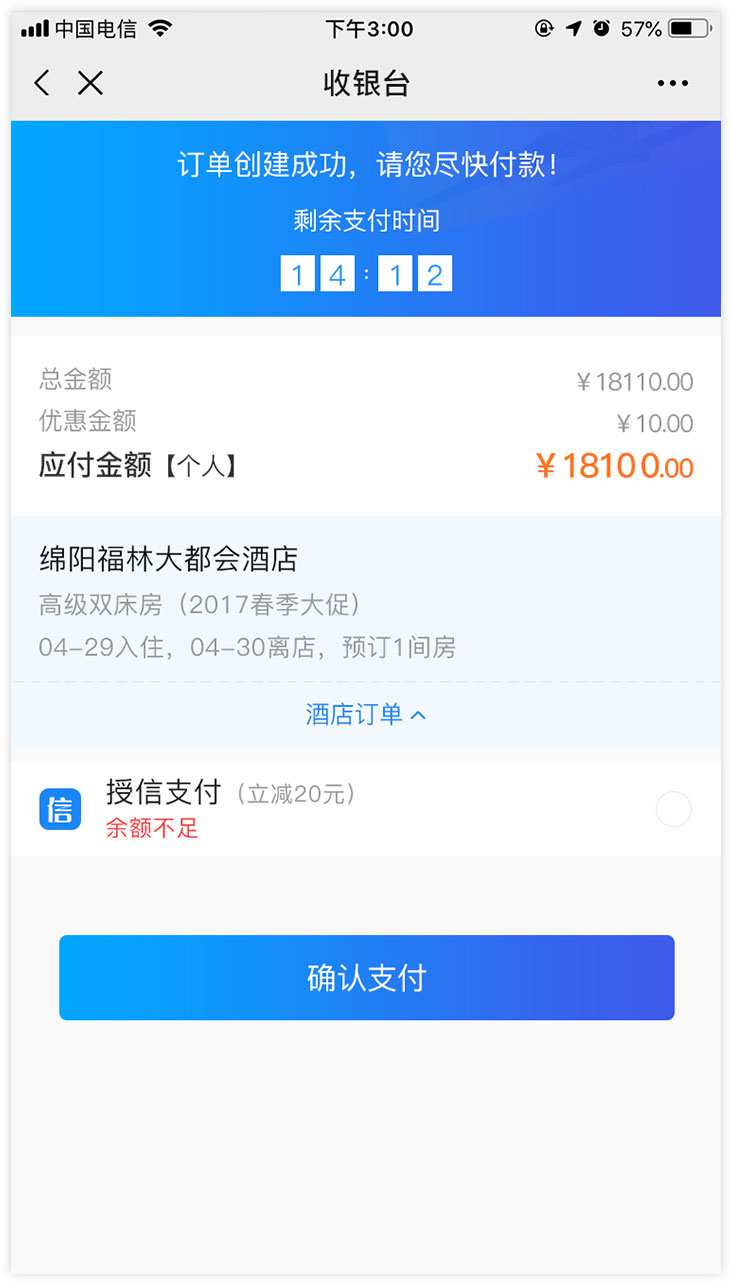 中国电信 下午3:00 57%
收银台
订单创建成功，请您尽快付款！
剩余支付时间
14:12
总金额 ￥18110.00
优惠金额 ￥10.00
应付金额【个人】 ￥18100.00
绵阳福林大都会酒店
高级双床房（2017春季大促）
04-29入住，04-30离店，预订1间房
酒店订单
信 授信支付（立减20元）
余额不足
确认支付